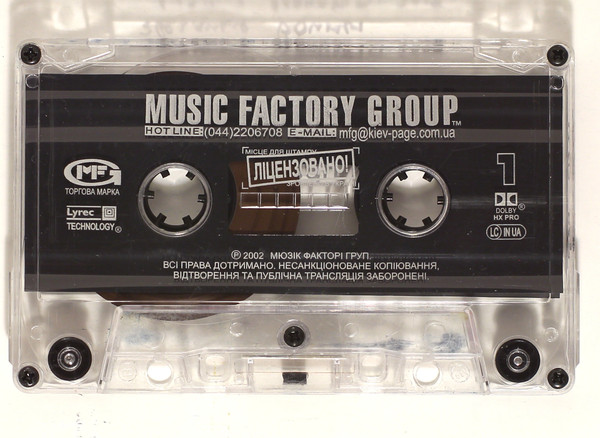 MUSIC FACTORY GROUP™
HOT LINE: (044)2206708 E-MAIL: mfg@kiev-page.com.ua
МІСЦЕ ДЛЯ ШТАМПУ
ЛІЦЕНЗОВАНО!
MFG
ТОРГОВА МАРКА
Lyrec
TECHNOLOGY®
1
DOLBY®
HX PRO
LC IN UA
℗ 2002 МЮЗІК ФАКТОРІ ГРУП.
ВСІ ПРАВА ДОТРИМАНО. НЕСАНКЦІОНОВАНЕ КОПІЮВАННЯ,
ВІДТВОРЕННЯ ТА ПУБЛІЧНА ТРАНСЛЯЦІЯ ЗАБОРОНЕНІ.